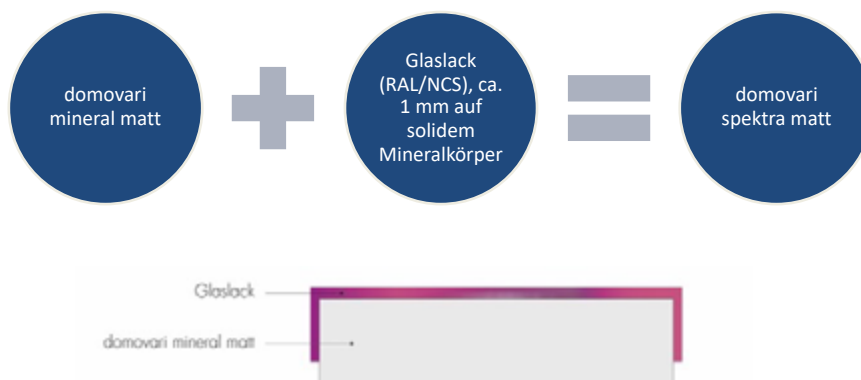 domovari
mineral matt
Glaslack
(RAL/NCS), ca.
1 mm auf
solidem
Mineralkörper
domovari
spektra matt
Glaslack
domovari mineral matt